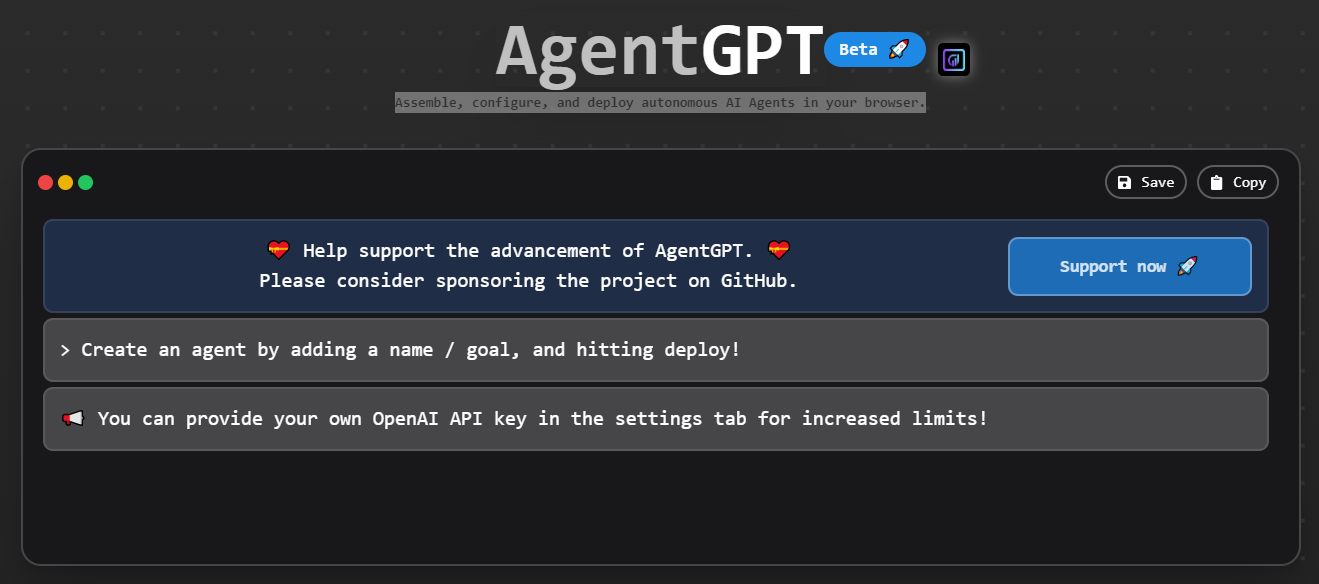 AgentGPT Beta 🚀
Assemble, configure, and deploy autonomous AI Agents in your browser.
Save Copy
💝 Help support the advancement of AgentGPT. 💝
Please consider sponsoring the project on GitHub.
Support now 🚀
> Create an agent by adding a name / goal, and hitting deploy!
📢 You can provide your own OpenAI API key in the settings tab for increased limits!